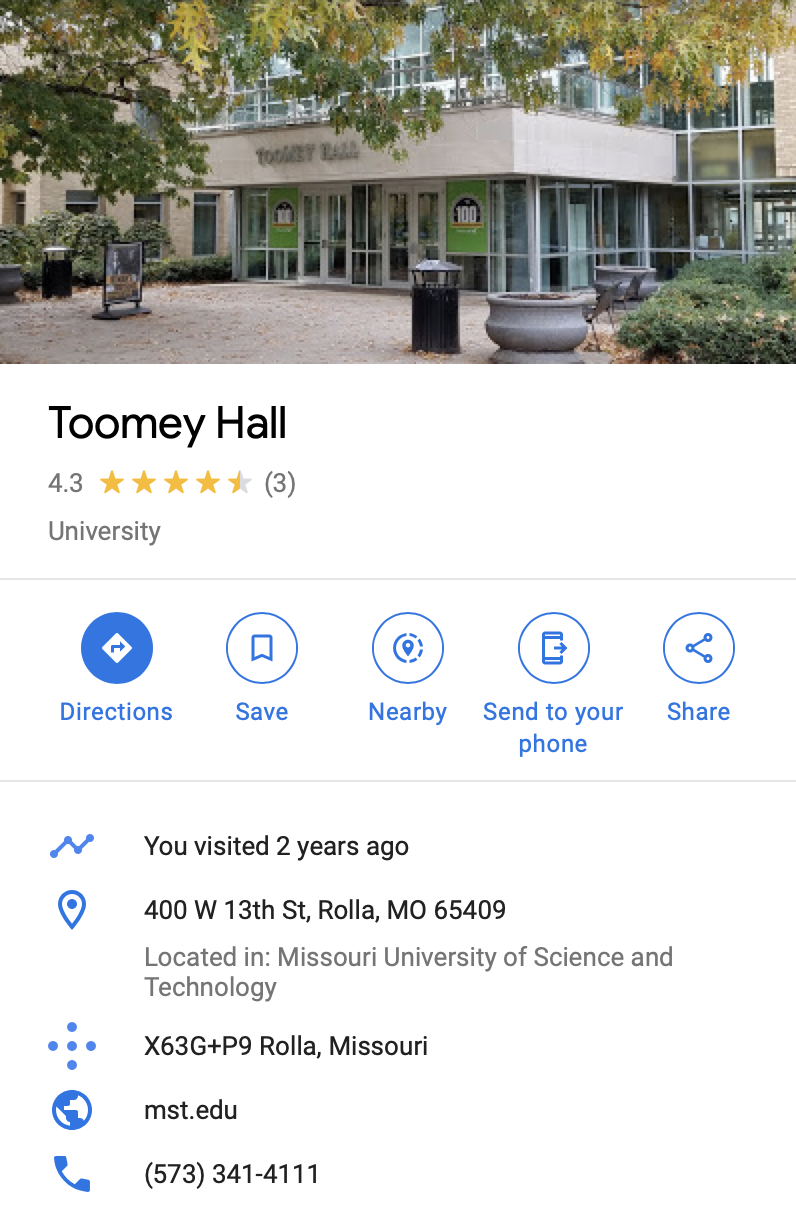 TOOMEY HALL
100
100
Toomey Hall
4.3 (3)
University
Directions
Save
Nearby
Send to your
phone
Share
You visited 2 years ago
400 W 13th St, Rolla, MO 65409
Located in: Missouri University of Science and
Technology
X63G+P9 Rolla, Missouri
mst.edu
(573) 341-4111